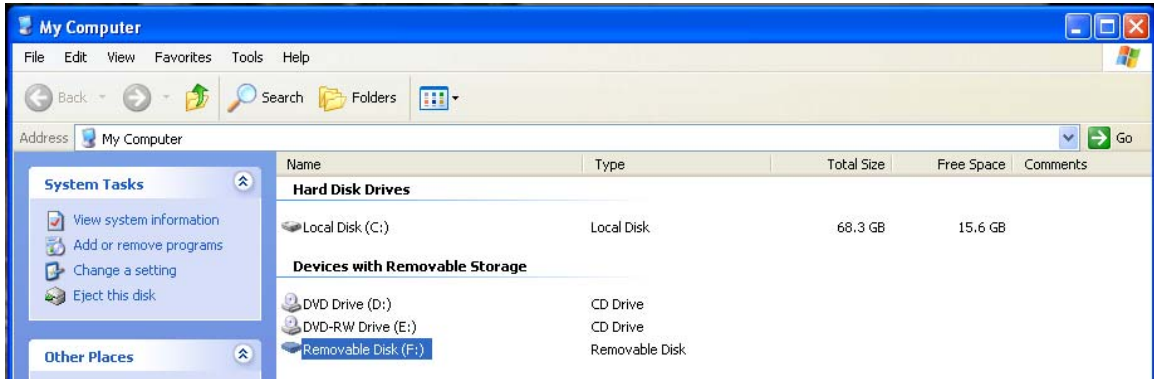 My Computer
File Edit View Favorites Tools Help
Back Search Folders
Address My Computer Go
System Tasks
View system information
Add or remove programs
Change a setting
Eject this disk
Other Places
Name Type Total Size Free Space Comments
Hard Disk Drives
Local Disk (C:) Local Disk 68.3 GB 15.6 GB
Devices with Removable Storage
DVD Drive (D:) CD Drive
DVD-RW Drive (E:) CD Drive
Removable Disk (F:) Removable Disk